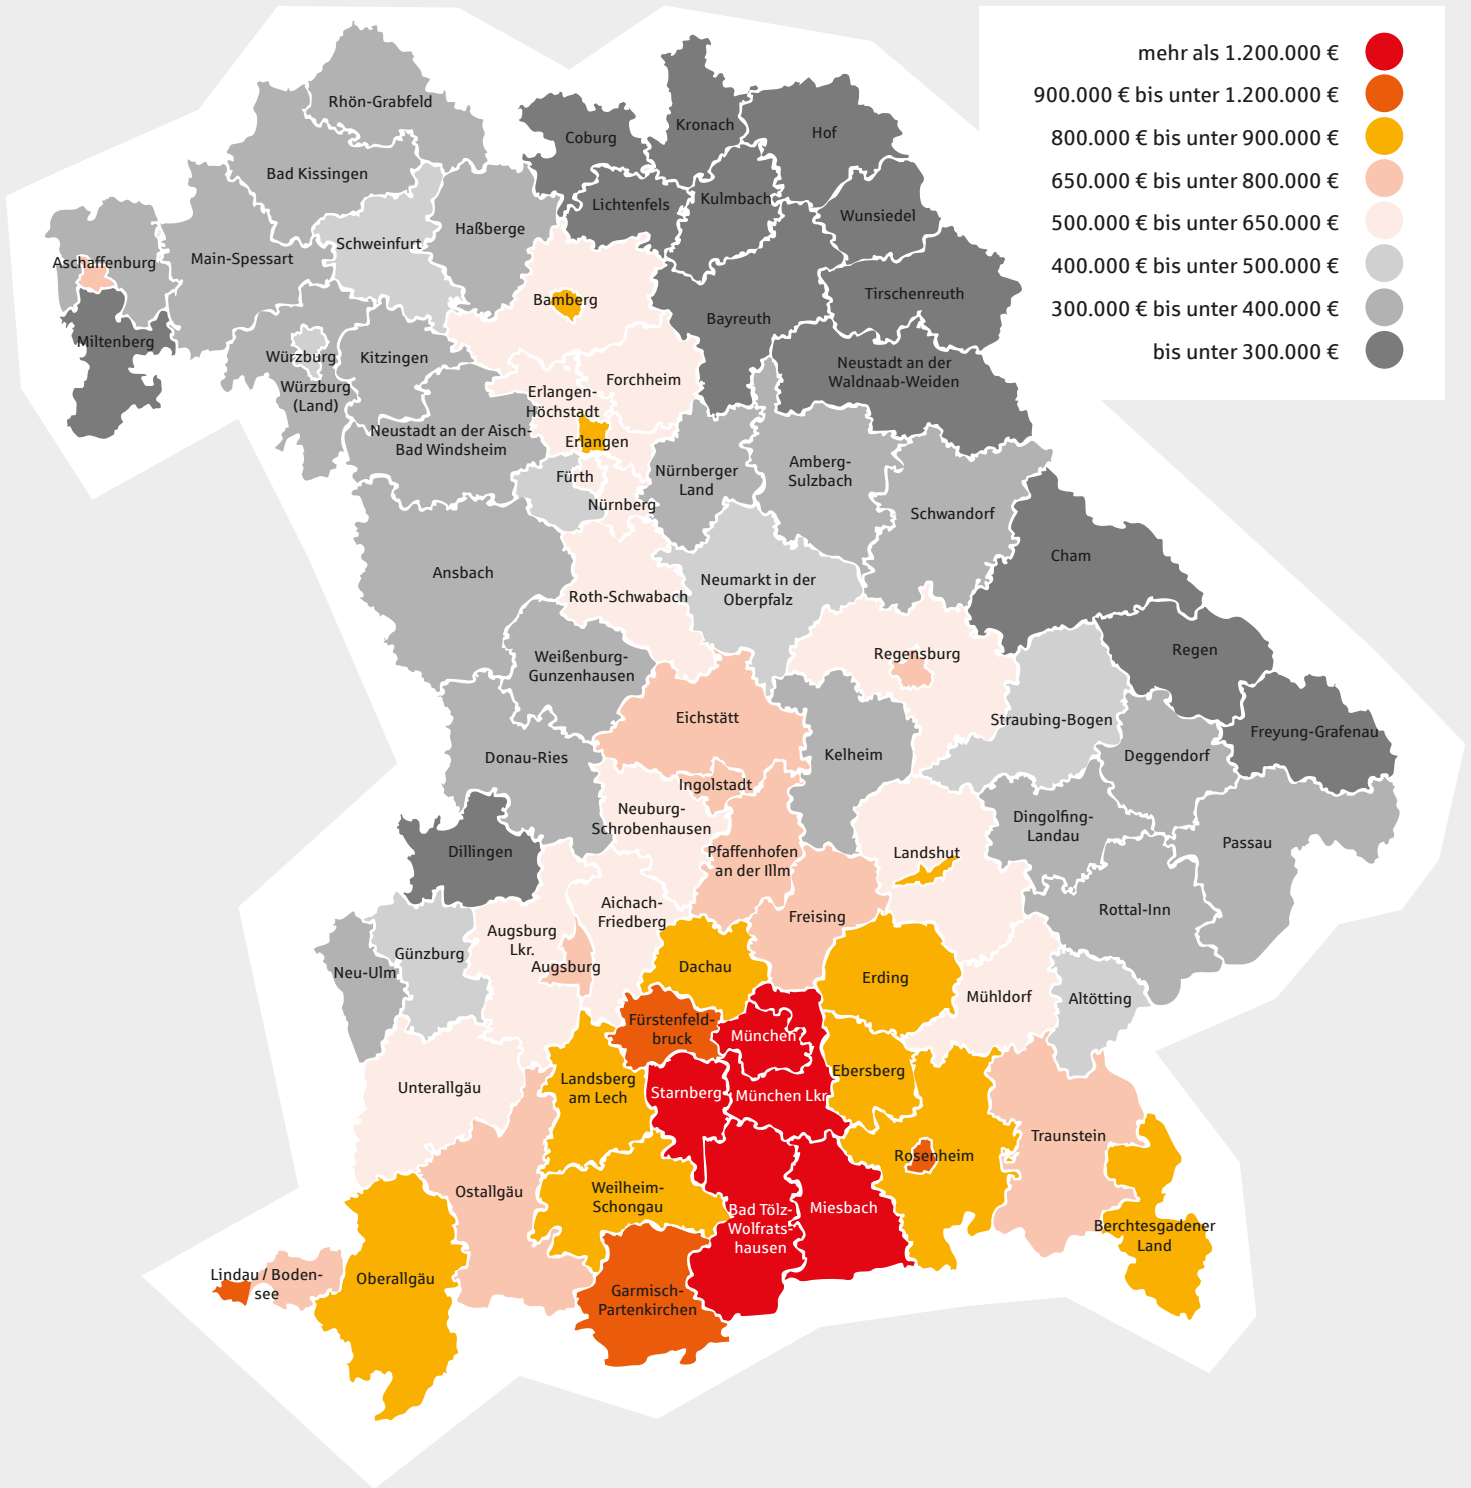 mehr als 1.200.000 €
900.000 € bis unter 1.200.000 €
800.000 € bis unter 900.000 €
650.000 € bis unter 800.000 €
500.000 € bis unter 650.000 €
400.000 € bis unter 500.000 €
300.000 € bis unter 400.000 €
bis unter 300.000 €
Rhön-Grabfeld
Bad Kissingen
Coburg
Kronach
Hof
Lichtenfels
Kulmbach
Wunsiedel
Haßberge
Schweinfurt
Main-Spessart
Aschaffenburg
Miltenberg
Bamberg
Bayreuth
Tirschenreuth
Würzburg
Kitzingen
Würzburg
(Land)
Forchheim
Erlangen-
Höchstadt
Neustadt an der
Waldnaab-Weiden
Neustadt an der Aisch-
Bad Windsheim
Erlangen
Fürth
Nürnberg
Nürnberger
Land
Amberg-
Sulzbach
Schwandorf
Cham
Ansbach
Roth-Schwabach
Neumarkt in der
Oberpfalz
Regensburg
Regen
Weißenburg-
Gunzenhausen
Eichstätt
Straubing-Bogen
Freyung-Grafenau
Donau-Ries
Kelheim
Deggendorf
Ingolstadt
Neuburg-
Schrobenhausen
Dingolfing-
Landau
Passau
Dillingen
Pfaffenhofen
an der Illm
Landshut
Aichach-
Friedberg
Freising
Rottal-Inn
Augsburg
Lkr.
Günzburg
Augsburg
Neu-Ulm
Dachau
Erding
Mühldorf
Altötting
Fürstenfeld-
bruck
München
Ebersberg
Unterallgäu
Landsberg
am Lech
Starnberg
München Lkr
Traunstein
Rosenheim
Ostallgäu
Weilheim-
Schongau
Bad Tölz-
Wolfrats-
hausen
Miesbach
Berchtesgadener
Land
Lindau / Boden-
see
Oberallgäu
Garmisch-
Partenkirchen